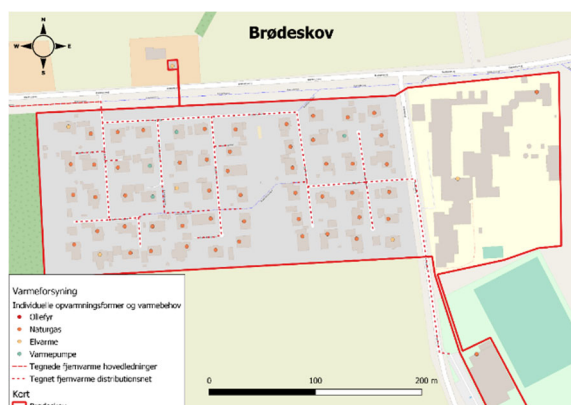 Brødeskov
N
W
E
S
Varmeforsyning
Individuelle opvarmningsformer og varmebehov
Oliefyr
Naturgas
Elvarme
Varmepumpe
Tegnede fjernvarme hovedledninger
Tegnet fjernvarme distributionsnet
Kort
Brødeskov
0
100
200 m